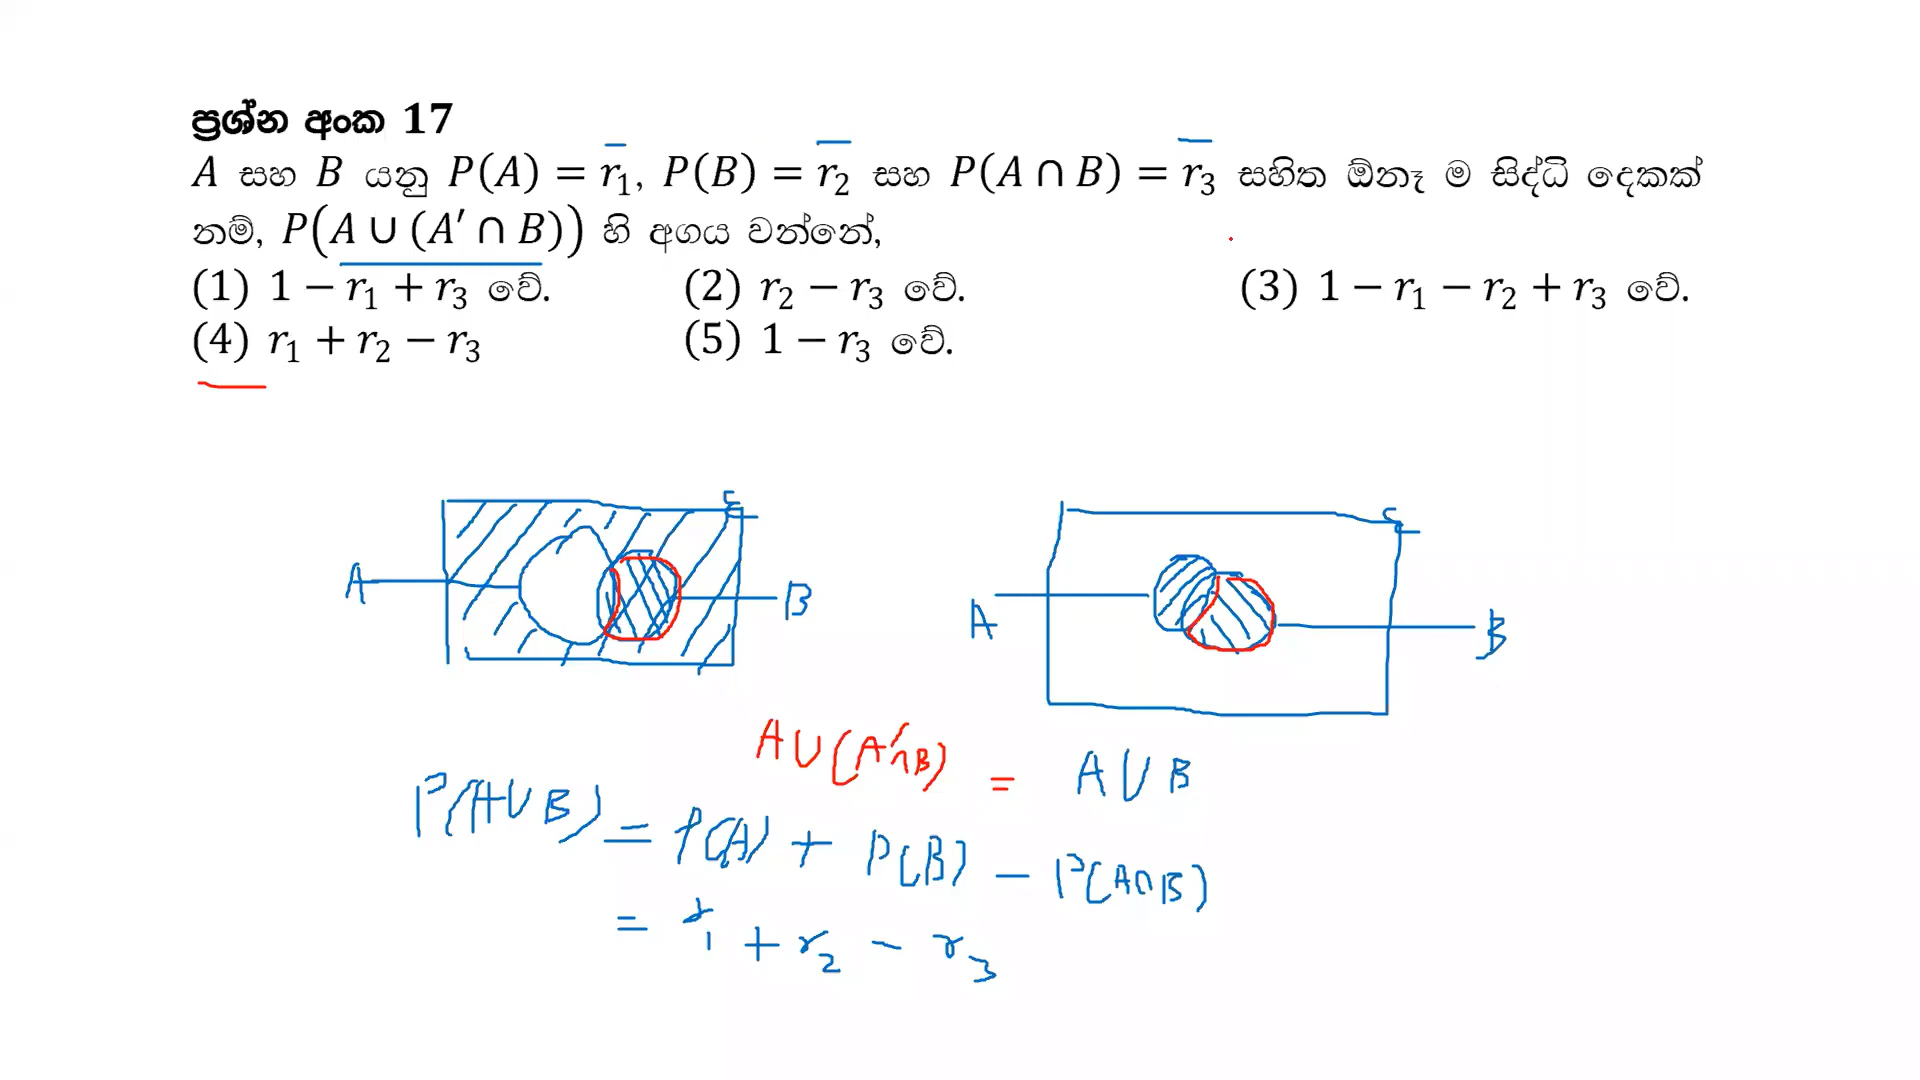 ප්‍රශ්න අංක 17
A සහ B යනු P(A) = r₁, P(B) = r₂ සහ P(A ∩ B) = r₃ සහිත ඕනෑ ම සිද්ධි දෙකක්
නම්, P(A ∪ (A′ ∩ B)) හි අගය වන්නේ,
(1) 1 − r₁ + r₃ වේ. (2) r₂ − r₃ වේ. (3) 1 − r₁ − r₂ + r₃ වේ.
(4) r₁ + r₂ − r₃ (5) 1 − r₃ වේ.
A B A B
A∪(A′∩B) = A∪B
P(A∪B) = P(A) + P(B) − P(A∩B)
= r₁ + r₂ − r₃